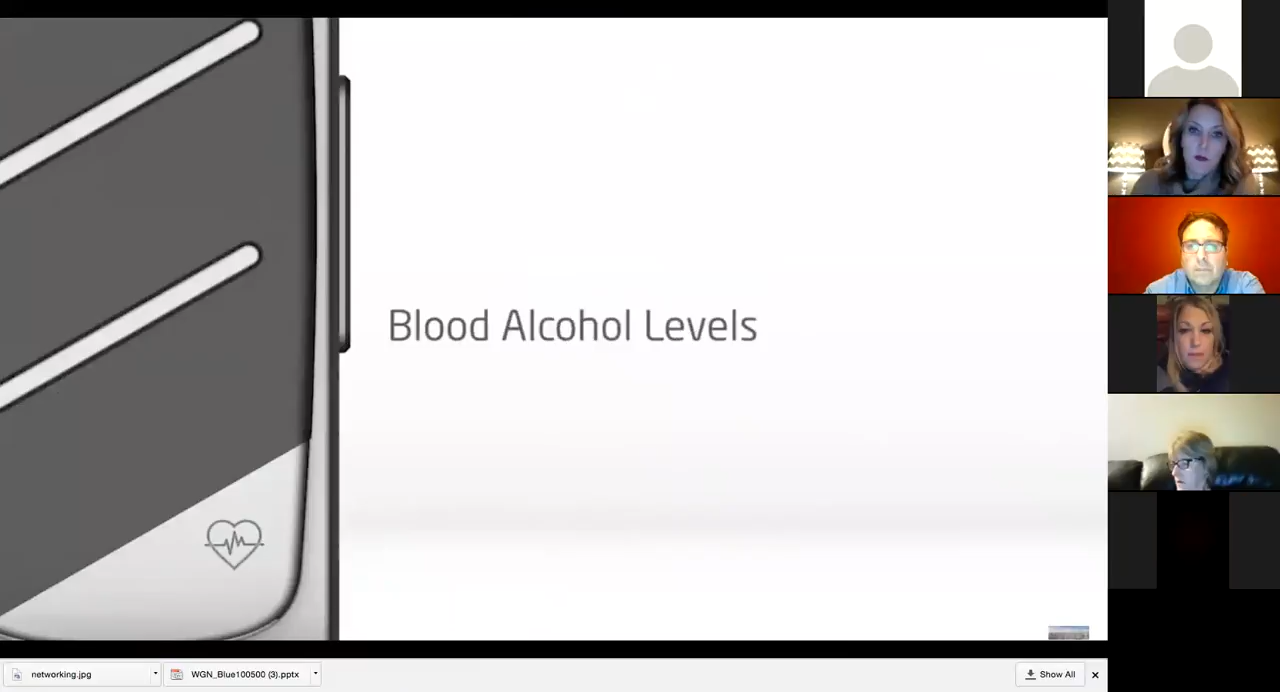 Blood Alcohol Levels
networking.jpg
WGN_Blue100500 (3).pptx
Show All